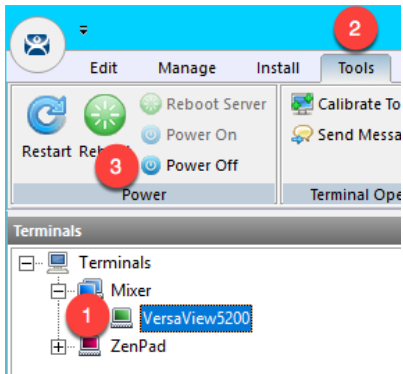 2
Edit Manage Install Tools
Restart
Reboot Server
Power On
3 Power Off
Calibrate To
Send Messa
Power
Terminal Ope
Terminals
Terminals
Mixer
1 VersaView5200
ZenPad